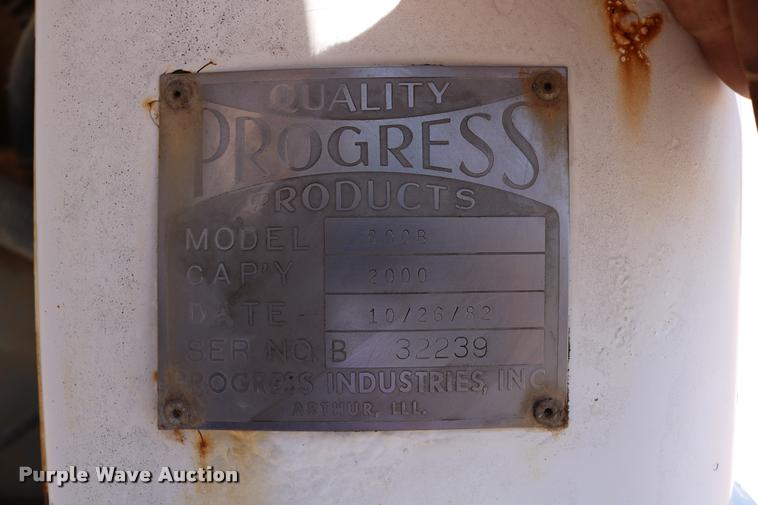 QUALITY
PROGRESS
PRODUCTS
MODEL
CAP'Y 2000
DATE 10/26/82
SER. NO. B 32239
PROGRESS INDUSTRIES, INC.
ARTHUR, ILL.
Purple Wave Auction